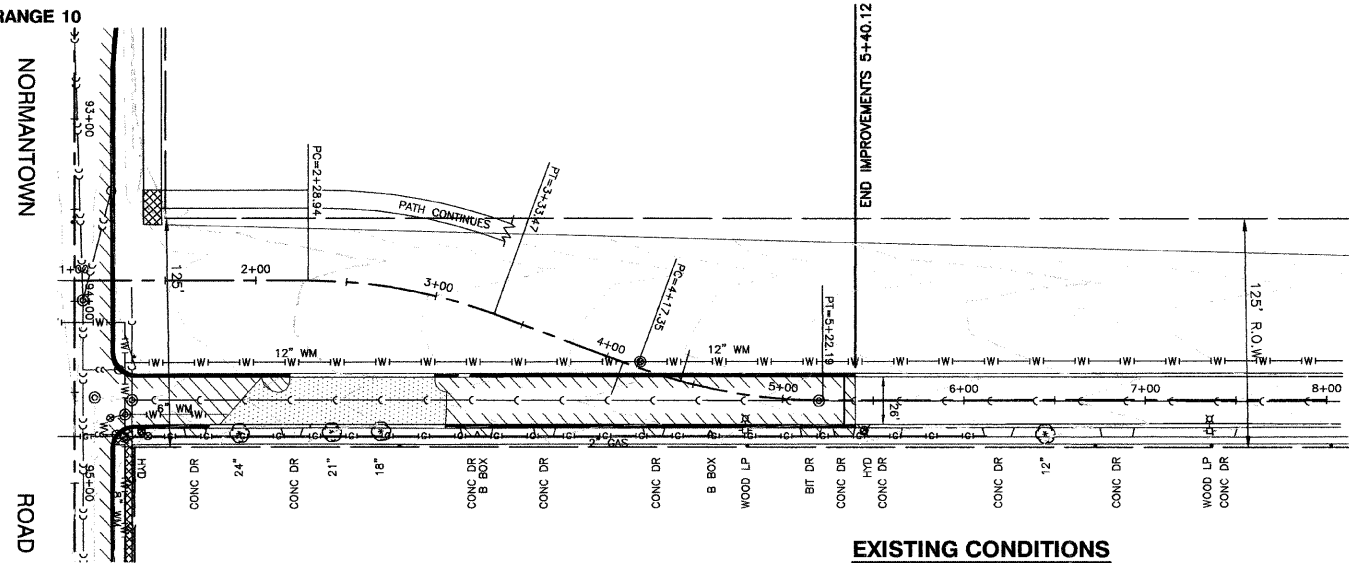 RANGE 10
NORMANTOWN
ROAD
93+00
94+00
95+00
END IMPROVEMENTS 5+40.12
PC=2+28.94
PT=3+33.47
PATH CONTINUES
PC=4+17.35
PT=5+22.19
125'
125' R.O.W
1+00
2+00
3+00
4+00
5+00
6+00
7+00
8+00
12" WM
12" WM
6" WM
8" WM
26'
2" GAS
HYD
CONC DR
24"
CONC DR
21"
18"
CONC DR
B BOX
CONC DR
CONC DR
B BOX
WOOD LP
BIT DR
CONC DR
HYD
CONC DR
CONC DR
12"
CONC DR
WOOD LP
CONC DR
EXISTING CONDITIONS